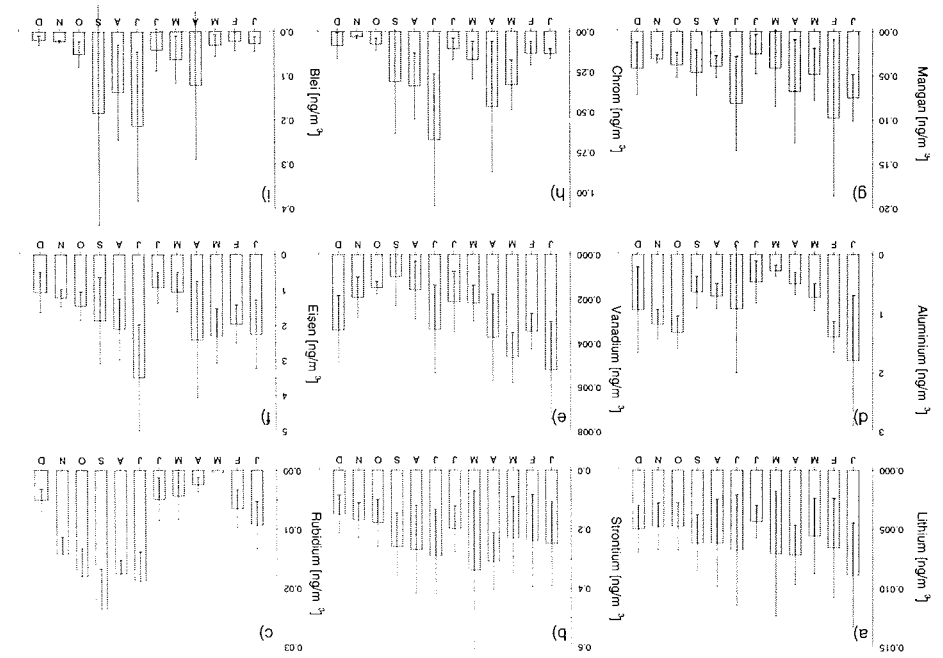 a)
Lithium [ng/m³]
0.015
0.010
0.005
0.000
J F M A M J J A S O N D
b)
Strontium [ng/m³]
0.6
0.4
0.2
0.0
J F M A M J J A S O N D
c)
Rubidium [ng/m³]
0.03
0.02
0.01
0.00
J F M A M J J A S O N D
d)
Aluminium [ng/m³]
3
2
1
0
J F M A M J J A S O N D
e)
Vanadium [ng/m³]
0.008
0.006
0.004
0.002
0.000
J F M A M J J A S O N D
f)
Eisen [ng/m³]
5
4
3
2
1
0
J F M A M J J A S O N D
g)
Mangan [ng/m³]
0.20
0.15
0.10
0.05
0.00
J F M A M J J A S O N D
h)
Chrom [ng/m³]
1.00
0.75
0.50
0.25
0.00
J F M A M J J A S O N D
i)
Blei [ng/m³]
0.4
0.3
0.2
0.1
0.0
J F M A M J J A S O N D